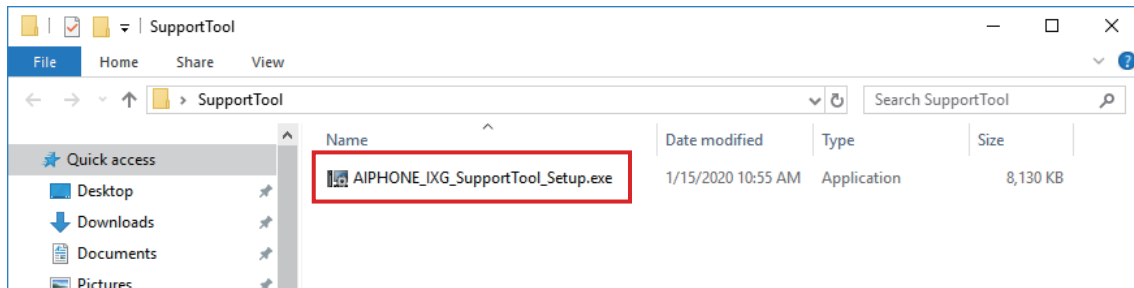 SupportTool
File Home Share View
SupportTool Search SupportTool
Name Date modified Type Size
Quick access
AIPHONE_IXG_SupportTool_Setup.exe 1/15/2020 10:55 AM Application 8,130 KB
Desktop
Downloads
Documents
Pictures